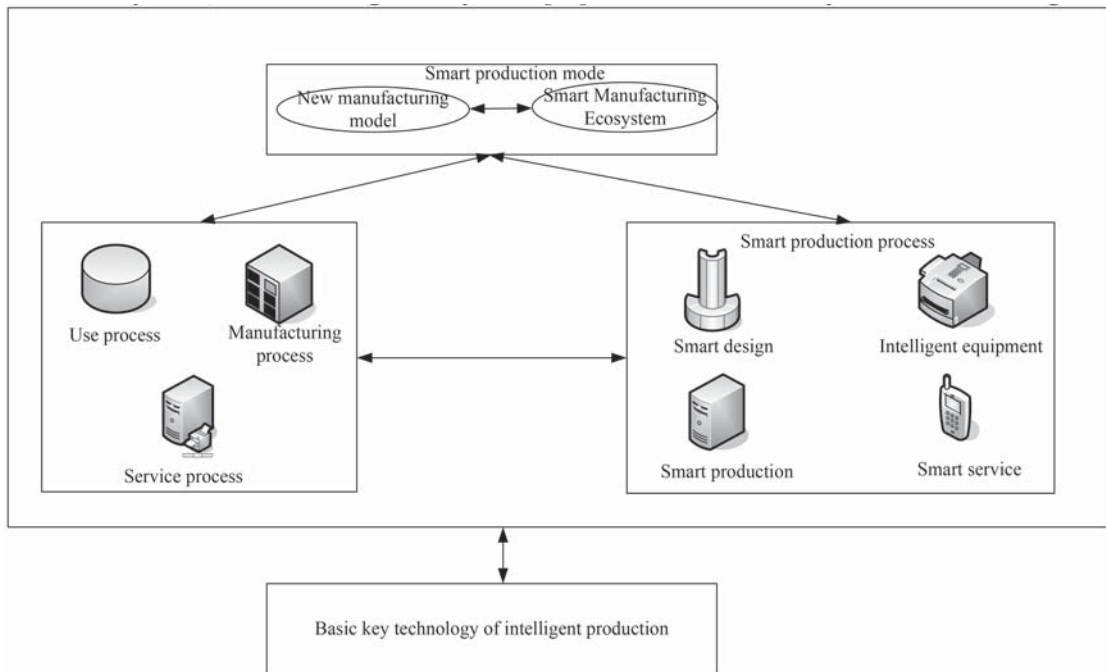 Smart production mode
New manufacturing
model
Smart Manufacturing
Ecosystem
Use process
Manufacturing
process
Service process
Smart production process
Smart design
Intelligent equipment
Smart production
Smart service
Basic key technology of intelligent production